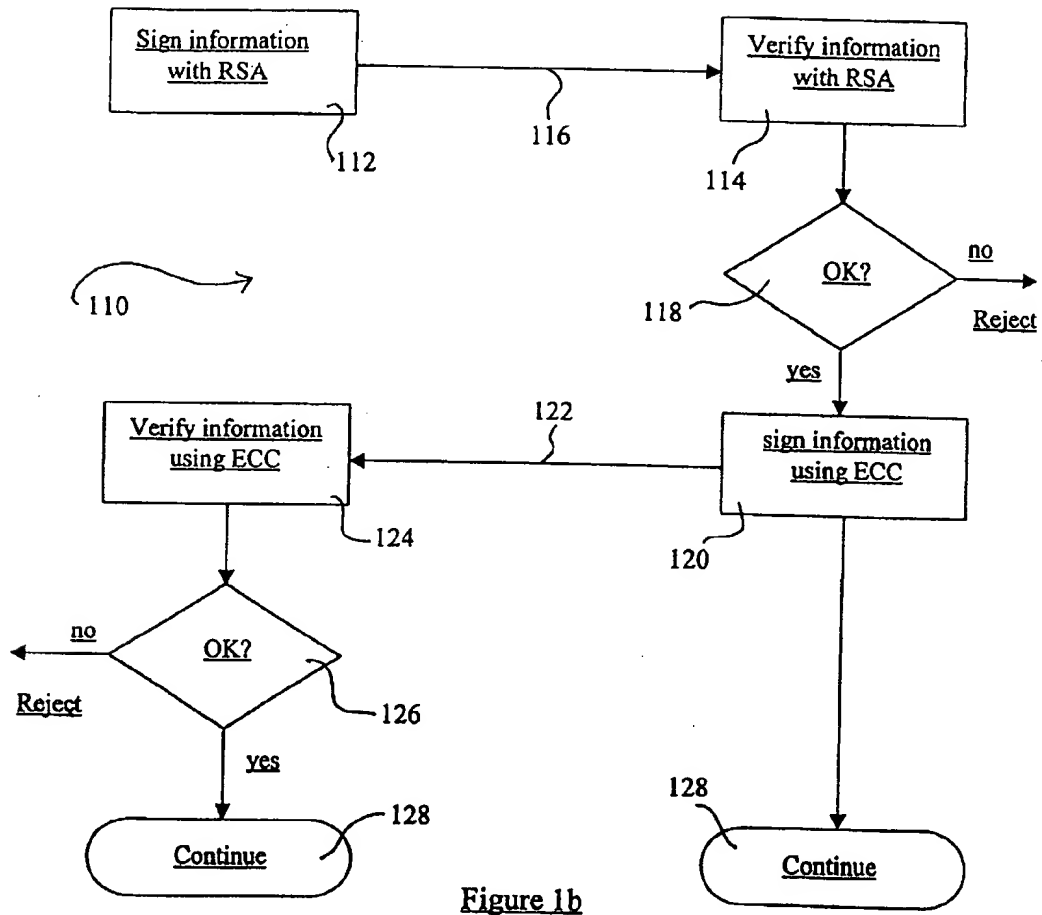 Sign information
with RSA
Verify information
with RSA
112
116
114
110
118
OK?
no
Reject
yes
122
Verify information
using ECC
sign information
using ECC
124
120
no
OK?
Reject
126
yes
128
128
Continue
Continue
Figure 1b